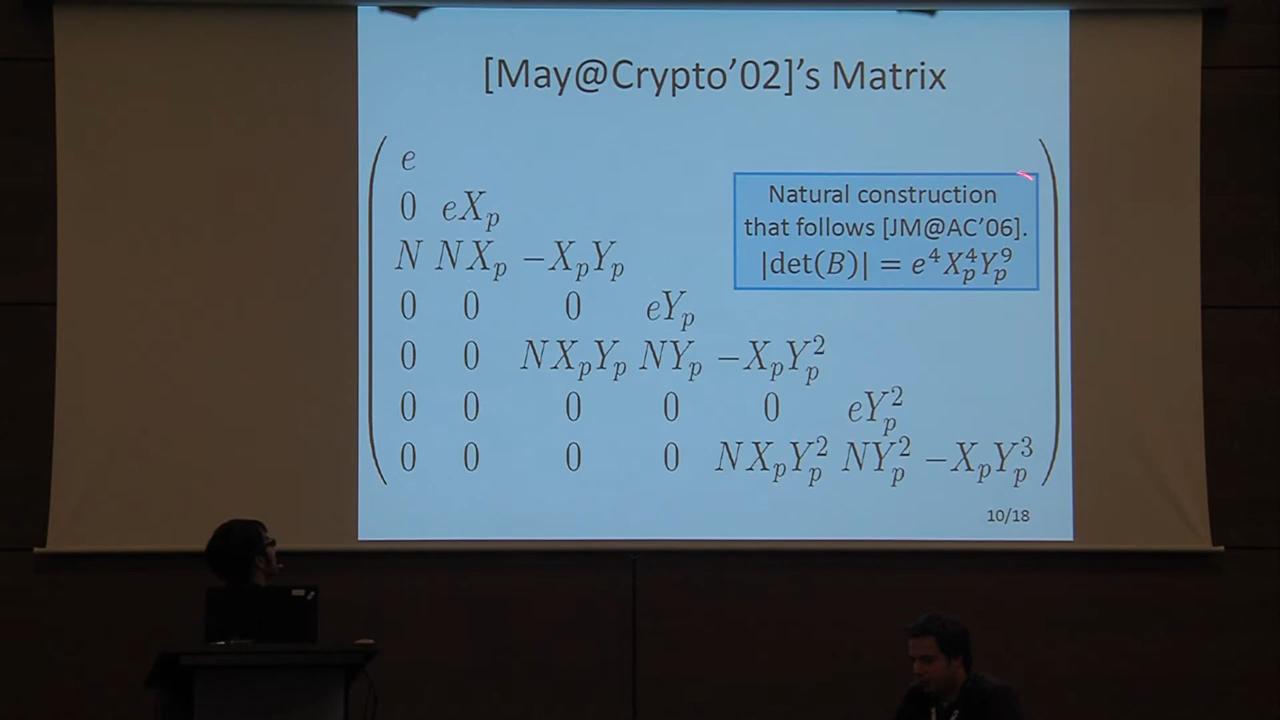 [May@Crypto’02]’s Matrix
e
0 eX_p
N NX_p −X_pY_p
0 0 0 eY_p
0 0 NX_pY_p NY_p −X_pY_p^2
0 0 0 0 0 eY_p^2
0 0 0 0 NX_pY_p^2 NY_p^2 −X_pY_p^3
Natural construction
that follows [JM@AC’06].
|det(B)| = e^4X_p^4Y_p^9
10/18